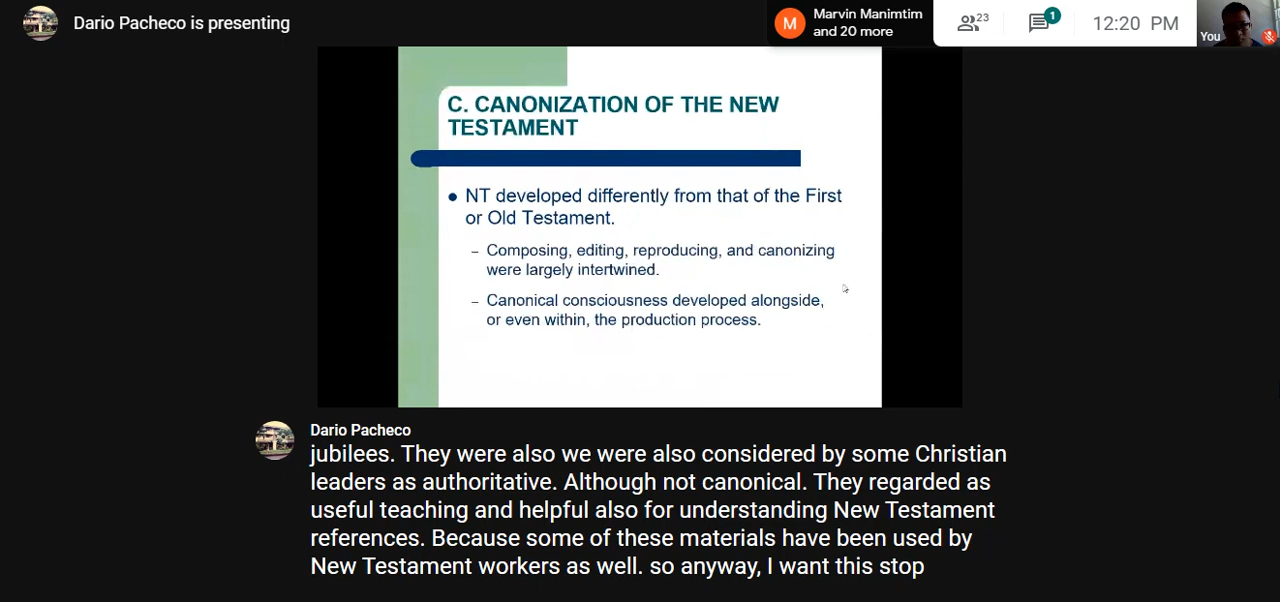 Dario Pacheco is presenting
M
Marvin Manimtim
and 20 more
23
1
12:20 PM
You
C. CANONIZATION OF THE NEW
TESTAMENT
• NT developed differently from that of the First
or Old Testament.
– Composing, editing, reproducing, and canonizing
were largely intertwined.
– Canonical consciousness developed alongside,
or even within, the production process.
Dario Pacheco
jubilees. They were also we were also considered by some Christian
leaders as authoritative. Although not canonical. They regarded as
useful teaching and helpful also for understanding New Testament
references. Because some of these materials have been used by
New Testament workers as well. so anyway, I want this stop